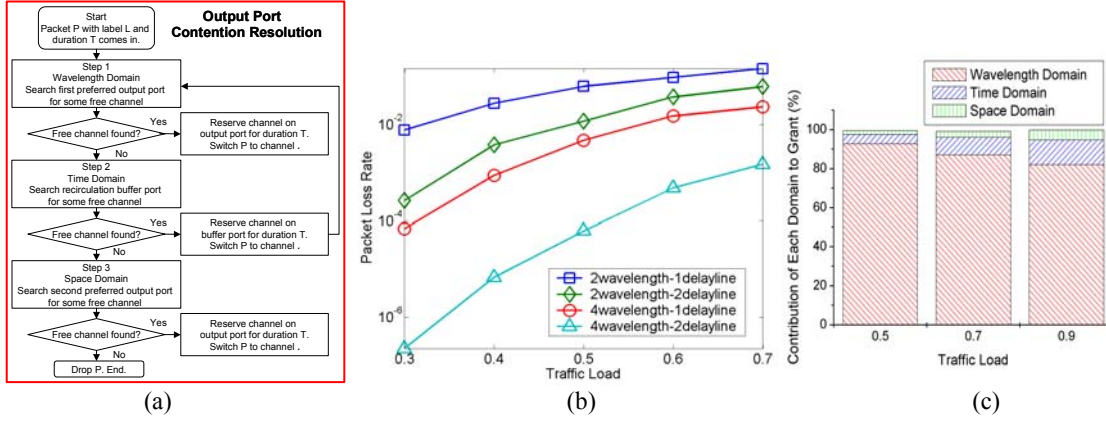 Output Port
Contention Resolution
Start
Packet P with label L and
duration T comes in.
Step 1
Wavelength Domain
Search first preferred output port
for some free channel
Free channel found?
Yes
Reserve channel on
output port for duration T.
Switch P to channel .
No
Step 2
Time Domain
Search recirculation buffer port
for some free channel
Free channel found?
Yes
Reserve channel on
buffer port for duration T.
Switch P to channel .
No
Step 3
Space Domain
Search second preferred output port
for some free channel
Free channel found?
Yes
Reserve channel on
output port for duration T.
Switch P to channel .
No
Drop P. End.
(a)
Packet Loss Rate
10-2
10-4
10-6
2wavelength-1delayline
2wavelength-2delayline
4wavelength-1delayline
4wavelength-2delayline
0.3 0.4 0.5 0.6 0.7
Traffic Load
(b)
Wavelength Domain
Time Domain
Space Domain
Contribution of Each Domain to Grant (%)
100
80
60
40
20
0
0.5 0.7 0.9
Traffic Load
(c)